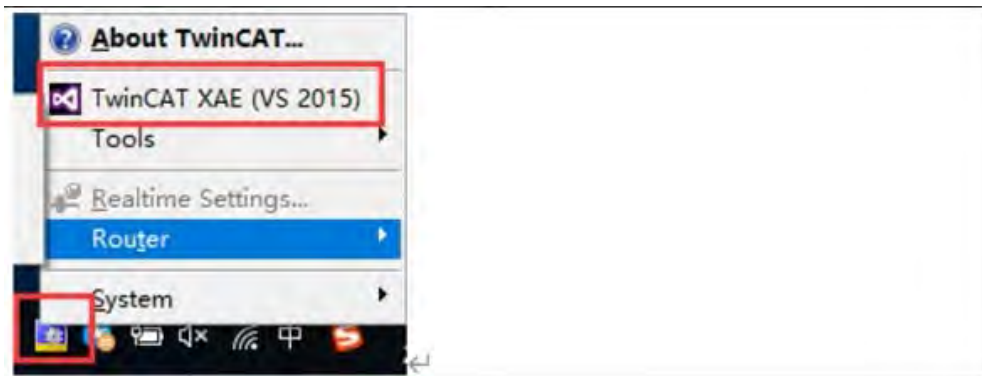 About TwinCAT...
TwinCAT XAE (VS 2015)
Tools
Realtime Settings...
Router
System
中